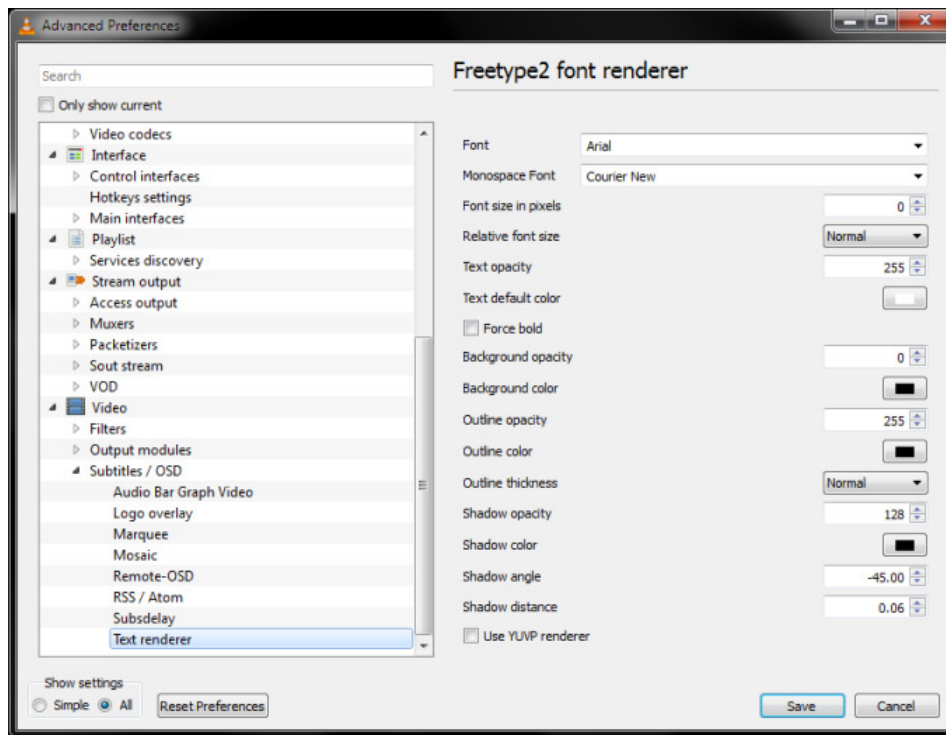 Advanced Preferences
Search
Only show current
Video codecs
Interface
Control interfaces
Hotkeys settings
Main interfaces
Playlist
Services discovery
Stream output
Access output
Muxers
Packetizers
Sout stream
VOD
Video
Filters
Output modules
Subtitles / OSD
Audio Bar Graph Video
Logo overlay
Marquee
Mosaic
Remote-OSD
RSS / Atom
Subsdelay
Text renderer
Show settings
Simple All Reset Preferences
Freetype2 font renderer
Font Arial
Monospace Font Courier New
Font size in pixels 0
Relative font size Normal
Text opacity 255
Text default color
Force bold
Background opacity 0
Background color
Outline opacity 255
Outline color
Outline thickness Normal
Shadow opacity 128
Shadow color
Shadow angle -45.00
Shadow distance 0.06
Use YUVP renderer
Save Cancel